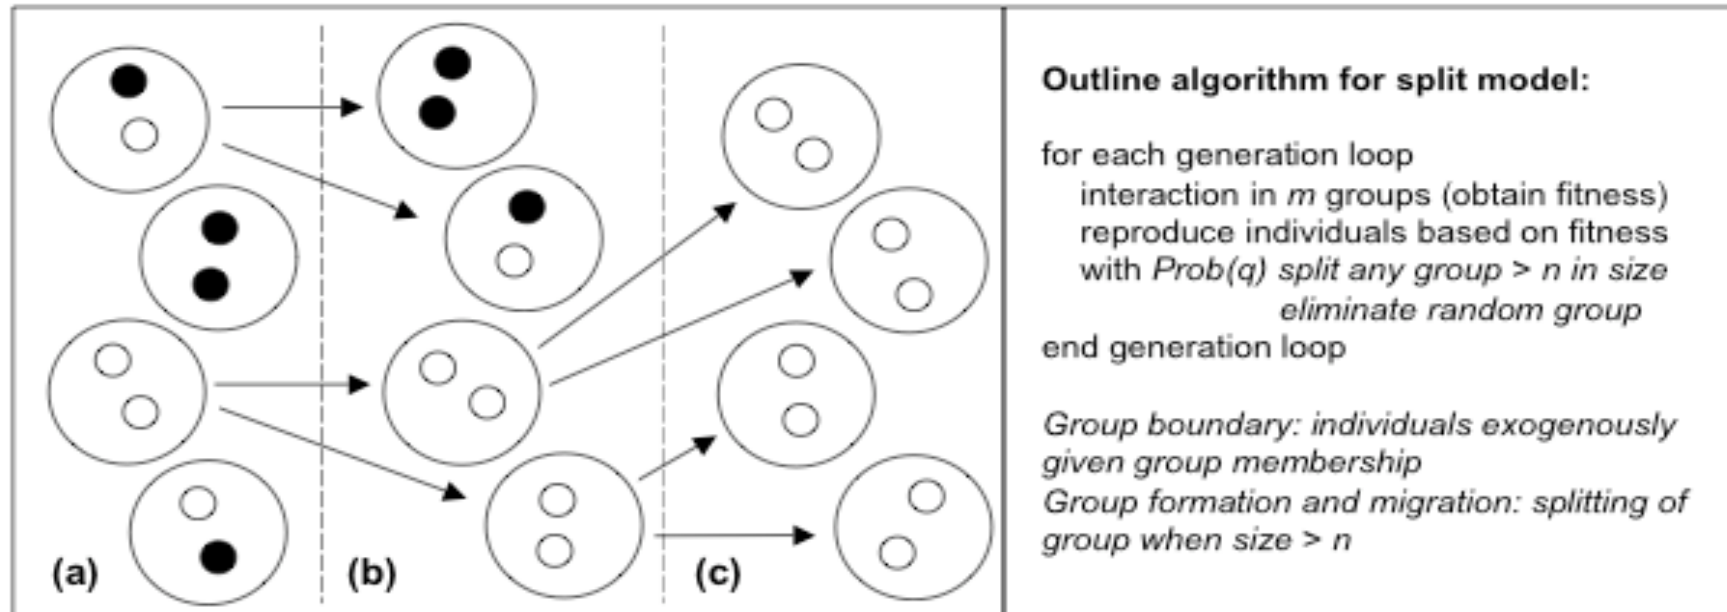 (a)
(b)
(c)
Outline algorithm for split model:
for each generation loop
interaction in m groups (obtain fitness)
reproduce individuals based on fitness
with Prob(q) split any group > n in size
eliminate random group
end generation loop
Group boundary: individuals exogenously
given group membership
Group formation and migration: splitting of
group when size > n